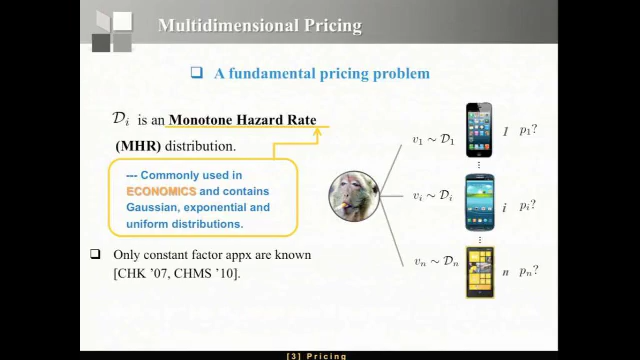 Multidimensional Pricing
❑ A fundamental pricing problem
𝒟ᵢ is an Monotone Hazard Rate
(MHR) distribution.
--- Commonly used in
ECONOMICS and contains
Gaussian, exponential and
uniform distributions.
❑ Only constant factor appx are known
[CHK '07, CHMS '10].
v₁ ~ 𝒟₁ 1 p₁?
⋮
vᵢ ~ 𝒟ᵢ i pᵢ?
⋮
vₙ ~ 𝒟ₙ n pₙ?
[3] Pricing